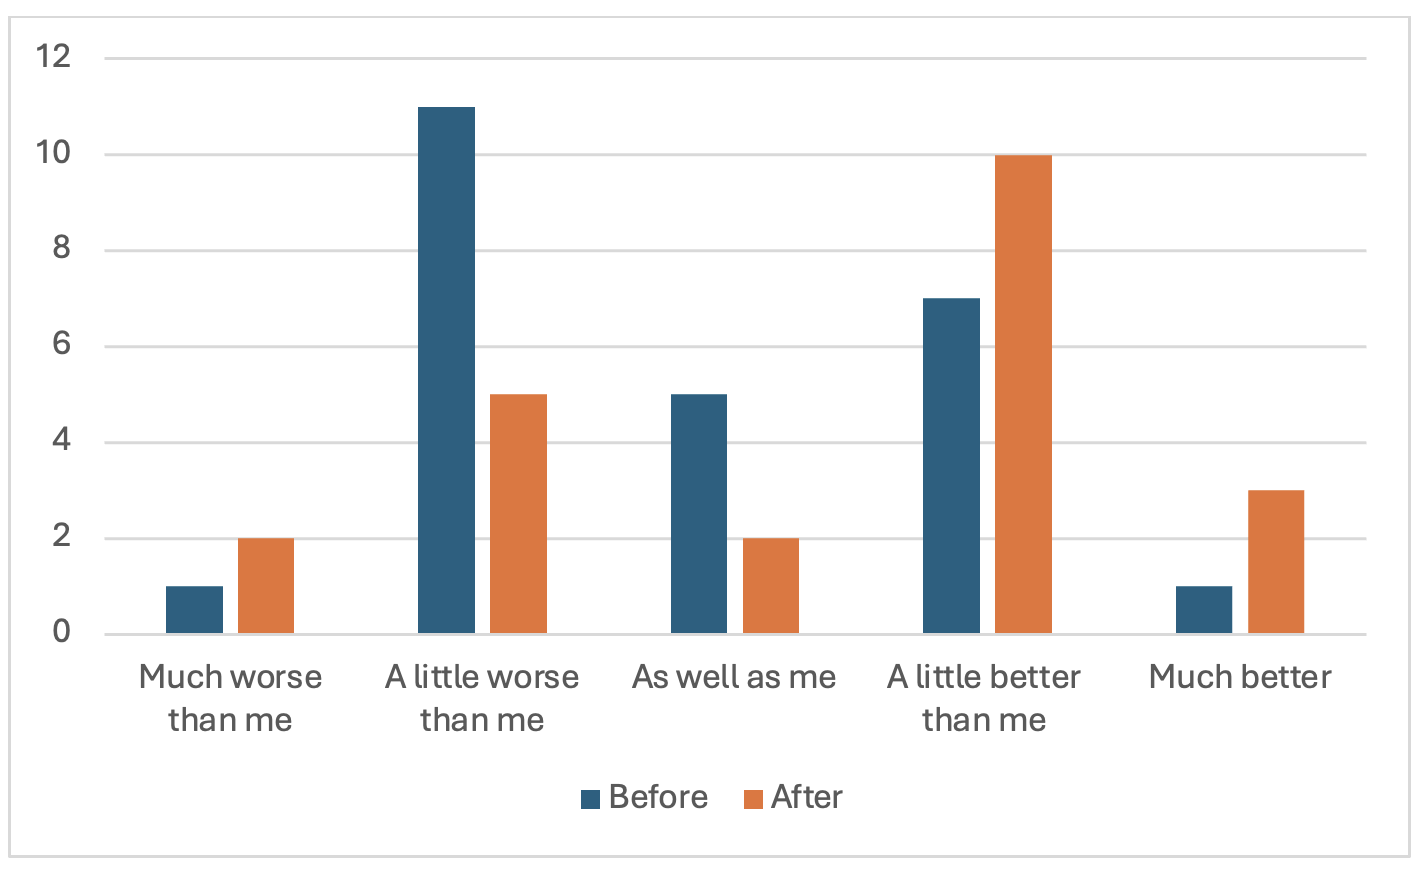 12
10
8
6
4
2
0
Much worse than me
A little worse than me
As well as me
A little better than me
Much better
Before
After